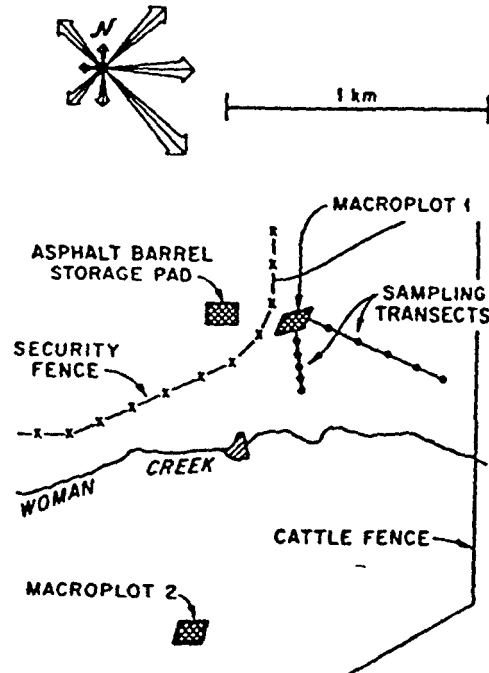 N
1 km
MACROPLOT 1
ASPHALT BARREL
STORAGE PAD
SAMPLING
TRANSECTS
SECURITY
FENCE
WOMAN CREEK
CATTLE FENCE
MACROPLOT 2